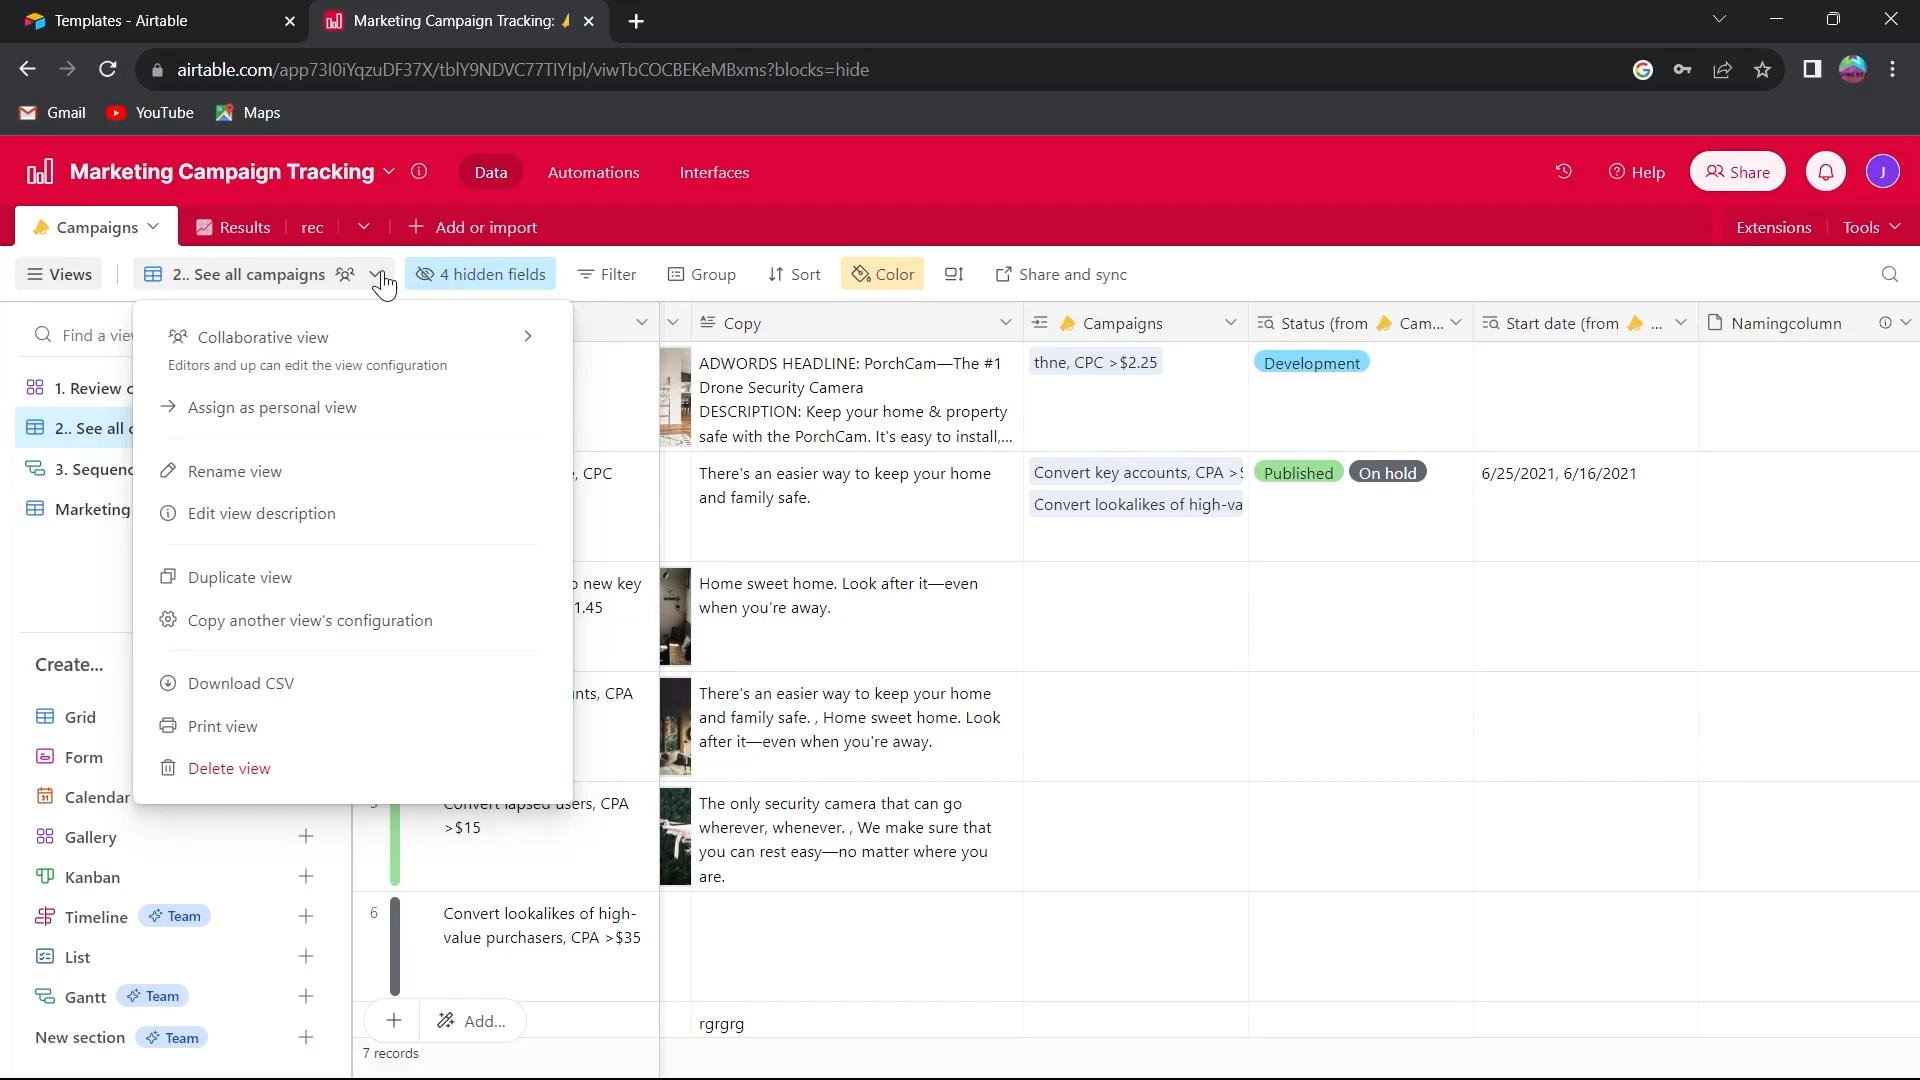 Templates - Airtable
Marketing Campaign Tracking:
airtable.com/app73I0iYqzuDF37X/tblY9NDVC77TIYIpl/viwTbCOCBEKeMBxms?blocks=hide
Gmail YouTube Maps
Marketing Campaign Tracking Data Automations Interfaces Help Share J
Campaigns Results rec Add or import Extensions Tools
Views 2.. See all campaigns 4 hidden fields Filter Group Sort Color Share and sync
Find a vie
1. Review c
2.. See all c
3. Sequenc
Marketing
Create...
Grid
Form
Calendar
Gallery
Kanban
Timeline Team
List
Gantt Team
New section Team
Collaborative view
Editors and up can edit the view configuration
Assign as personal view
Rename view
Edit view description
Duplicate view
Copy another view's configuration
Download CSV
Print view
Delete view
Copy Campaigns Status (from Cam... Start date (from ... Namingcolumn
ADWORDS HEADLINE: PorchCam—The #1
Drone Security Camera
DESCRIPTION: Keep your home & property
safe with the PorchCam. It's easy to install,...
thne, CPC >$2.25
Development
, CPC
There's an easier way to keep your home
and family safe.
Convert key accounts, CPA >
Convert lookalikes of high-va
Published On hold
6/25/2021, 6/16/2021
new key
1.45
Home sweet home. Look after it—even
when you're away.
nts, CPA
There's an easier way to keep your home
and family safe. , Home sweet home. Look
after it—even when you're away.
5
Convert lapsed users, CPA
>$15
The only security camera that can go
wherever, whenever. , We make sure that
you can rest easy—no matter where you
are.
6
Convert lookalikes of high-
value purchasers, CPA >$35
Add...
rgrgrg
7 records